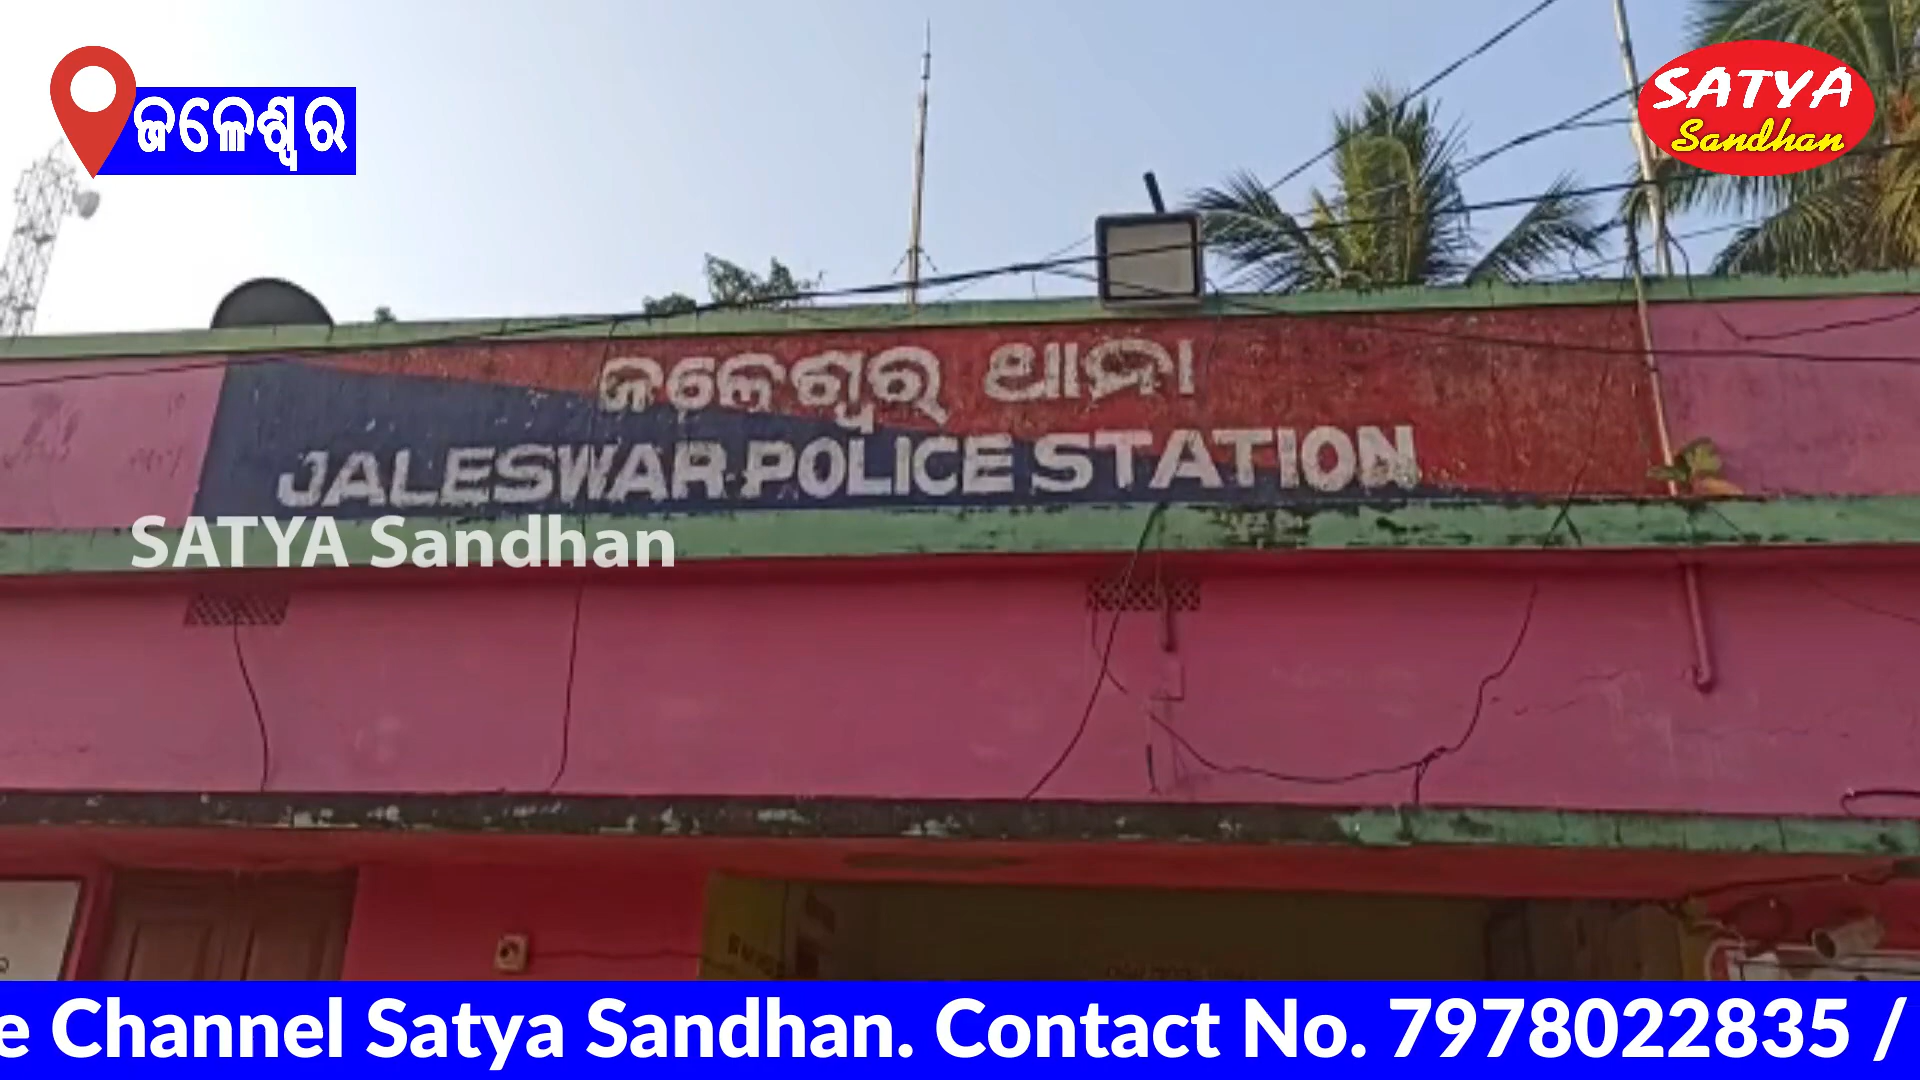 ଜଳେଶ୍ୱର
SATYA
Sandhan
ଜଳେଶ୍ୱର ଥାନା
JALESWAR POLICE STATION
SATYA Sandhan
e Channel Satya Sandhan. Contact No. 7978022835 /